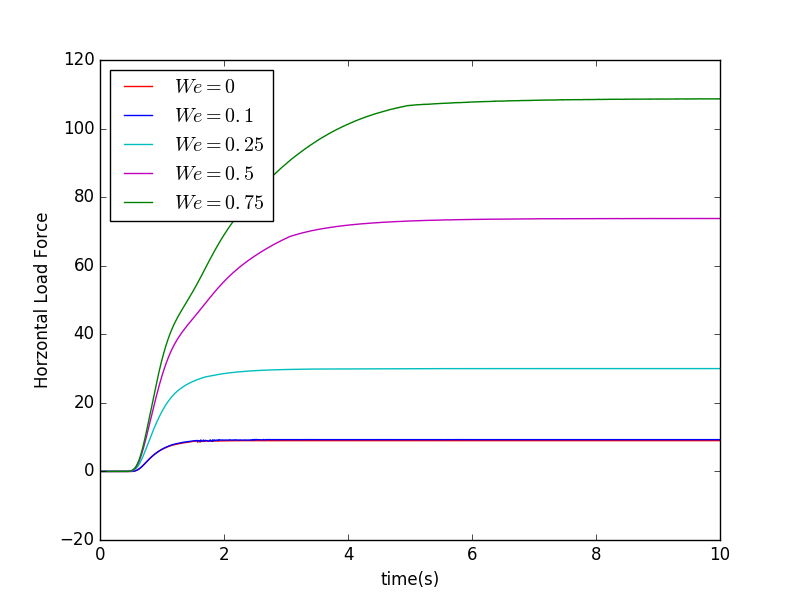 120
100
80
60
40
20
0
−20
Horzontal Load Force
We = 0
We = 0.1
We = 0.25
We = 0.5
We = 0.75
0 2 4 6 8 10
time(s)